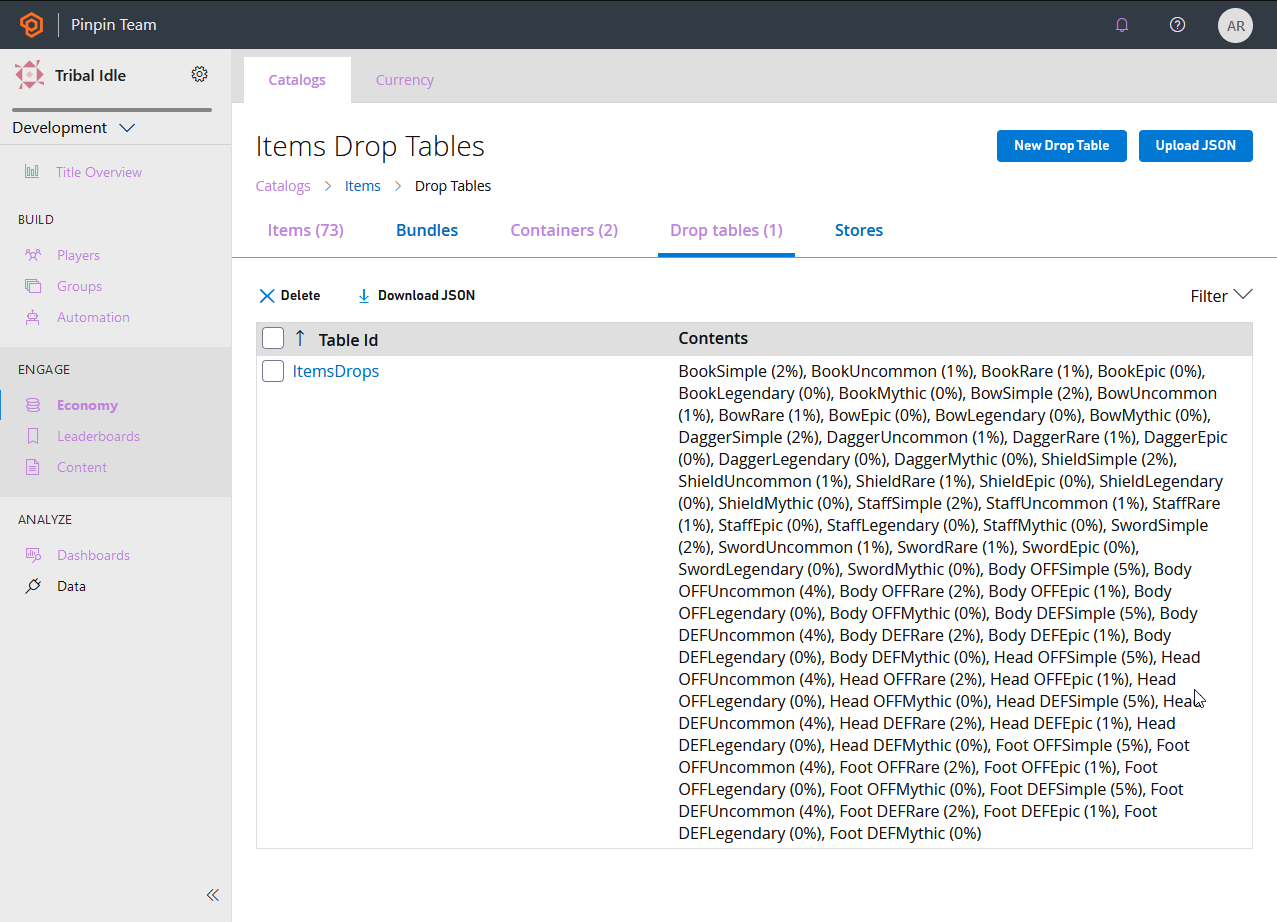 Pinpin Team
AR
Tribal Idle
Development
Title Overview
BUILD
Players
Groups
Automation
ENGAGE
Economy
Leaderboards
Content
ANALYZE
Dashboards
Data
Catalogs
Currency
Items Drop Tables
New Drop Table
Upload JSON
Catalogs > Items > Drop Tables
Items (73)
Bundles
Containers (2)
Drop tables (1)
Stores
Delete
Download JSON
Filter
Table Id
Contents
ItemsDrops
BookSimple (2%), BookUncommon (1%), BookRare (1%), BookEpic (0%),
BookLegendary (0%), BookMythic (0%), BowSimple (2%), BowUncommon
(1%), BowRare (1%), BowEpic (0%), BowLegendary (0%), BowMythic (0%),
DaggerSimple (2%), DaggerUncommon (1%), DaggerRare (1%), DaggerEpic
(0%), DaggerLegendary (0%), DaggerMythic (0%), ShieldSimple (2%),
ShieldUncommon (1%), ShieldRare (1%), ShieldEpic (0%), ShieldLegendary
(0%), ShieldMythic (0%), StaffSimple (2%), StaffUncommon (1%), StaffRare
(1%), StaffEpic (0%), StaffLegendary (0%), StaffMythic (0%), SwordSimple
(2%), SwordUncommon (1%), SwordRare (1%), SwordEpic (0%),
SwordLegendary (0%), SwordMythic (0%), Body OFFSimple (5%), Body
OFFUncommon (4%), Body OFFRare (2%), Body OFFEpic (1%), Body
OFFLegendary (0%), Body OFFMythic (0%), Body DEFSimple (5%), Body
DEFUncommon (4%), Body DEFRare (2%), Body DEFEpic (1%), Body
DEFLegendary (0%), Body DEFMythic (0%), Head OFFSimple (5%), Head
OFFUncommon (4%), Head OFFRare (2%), Head OFFEpic (1%), Head
OFFLegendary (0%), Head OFFMythic (0%), Head DEFSimple (5%), Head
DEFUncommon (4%), Head DEFRare (2%), Head DEFEpic (1%), Head
DEFLegendary (0%), Head DEFMythic (0%), Foot OFFSimple (5%), Foot
OFFUncommon (4%), Foot OFFRare (2%), Foot OFFEpic (1%), Foot
OFFLegendary (0%), Foot OFFMythic (0%), Foot DEFSimple (5%), Foot
DEFUncommon (4%), Foot DEFRare (2%), Foot DEFEpic (1%), Foot
DEFLegendary (0%), Foot DEFMythic (0%)